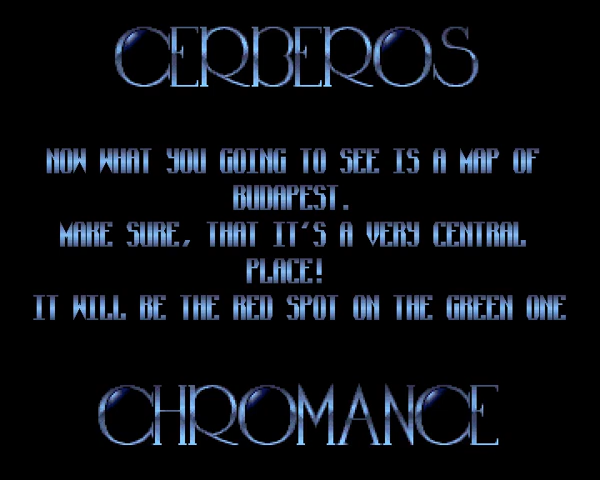 CERBEROS
NOW WHAT YOU GOING TO SEE IS A MAP OF
BUDAPEST.
MAKE SURE, THAT IT'S A VERY CENTRAL
PLACE!
IT WILL BE THE RED SPOT ON THE GREEN ONE
CHROMANCE